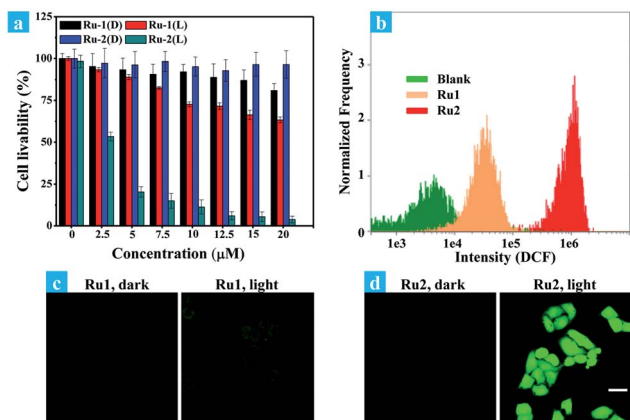 a
Ru-1(D) Ru-1(L)
Ru-2(D) Ru-2(L)
Cell livability (%)
125
100
75
50
25
0
0 2.5 5 7.5 10 12.5 15 20
Concentration (μM)
b
Normalized Frequency
3
2
1
0
Blank
Ru1
Ru2
1e3 1e4 1e5 1e6
Intensity (DCF)
c
Ru1, dark Ru1, light
d
Ru2, dark Ru2, light